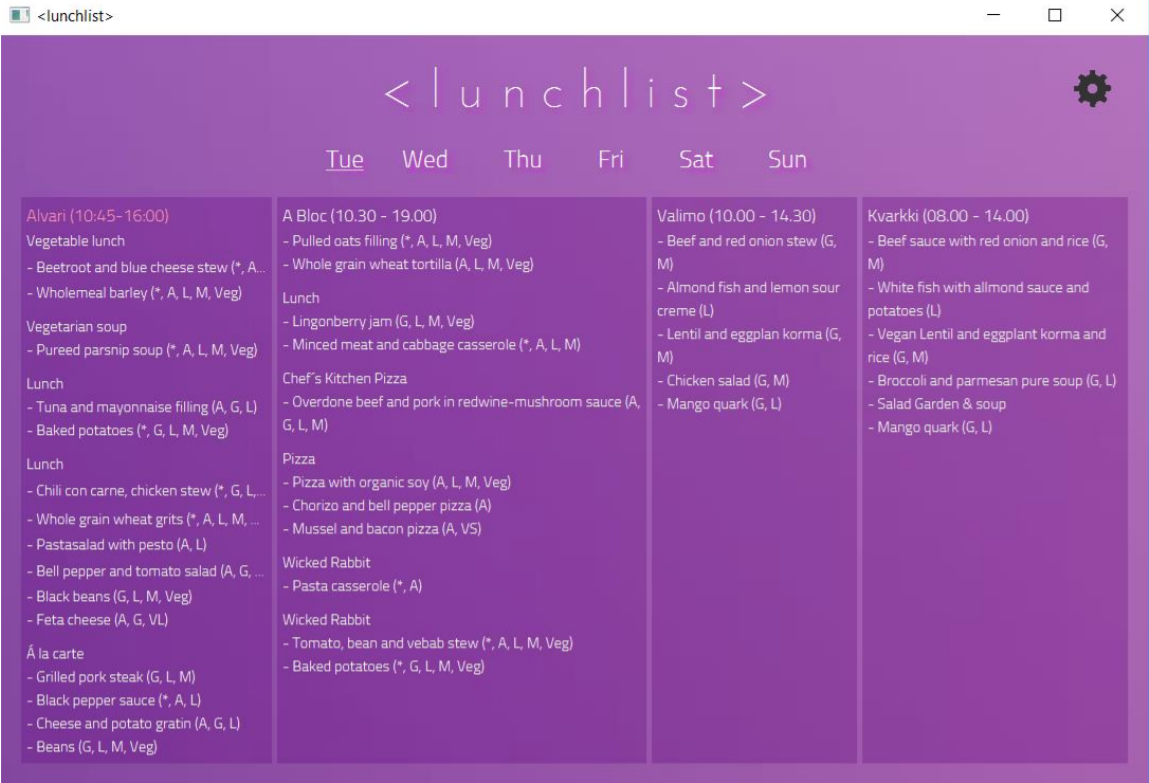 <lunchlist>
<lunchlist>
Tue Wed Thu Fri Sat Sun
Alvari (10:45-16:00)
Vegetable lunch
- Beetroot and blue cheese stew (*, A...
- Wholemeal barley (*, A, L, M, Veg)
Vegetarian soup
- Pureed parsnip soup (*, A, L, M, Veg)
Lunch
- Tuna and mayonnaise filling (A, G, L)
- Baked potatoes (*, G, L, M, Veg)
Lunch
- Chili con carne, chicken stew (*, G, L,...
- Whole grain wheat grits (*, A, L, M, ...
- Pastasalad with pesto (A, L)
- Bell pepper and tomato salad (A, G, ...
- Black beans (G, L, M, Veg)
- Feta cheese (A, G, VL)
Á la carte
- Grilled pork steak (G, L, M)
- Black pepper sauce (*, A, L)
- Cheese and potato gratin (A, G, L)
- Beans (G, L, M, Veg)
A Bloc (10.30 - 19.00)
- Pulled oats filling (*, A, L, M, Veg)
- Whole grain wheat tortilla (A, L, M, Veg)
Lunch
- Lingonberry jam (G, L, M, Veg)
- Minced meat and cabbage casserole (*, A, L, M)
Chef´s Kitchen Pizza
- Overdone beef and pork in redwine-mushroom sauce (A,
G, L, M)
Pizza
- Pizza with organic soy (A, L, M, Veg)
- Chorizo and bell pepper pizza (A)
- Mussel and bacon pizza (A, VS)
Wicked Rabbit
- Pasta casserole (*, A)
Wicked Rabbit
- Tomato, bean and vebab stew (*, A, L, M, Veg)
- Baked potatoes (*, G, L, M, Veg)
Valimo (10.00 - 14.30)
- Beef and red onion stew (G,
M)
- Almond fish and lemon sour
creme (L)
- Lentil and eggplan korma (G,
M)
- Chicken salad (G, M)
- Mango quark (G, L)
Kvarkki (08.00 - 14.00)
- Beef sauce with red onion and rice (G,
M)
- White fish with allmond sauce and
potatoes (L)
- Vegan Lentil and eggplant korma and
rice (G, M)
- Broccoli and parmesan pure soup (G, L)
- Salad Garden & soup
- Mango quark (G, L)